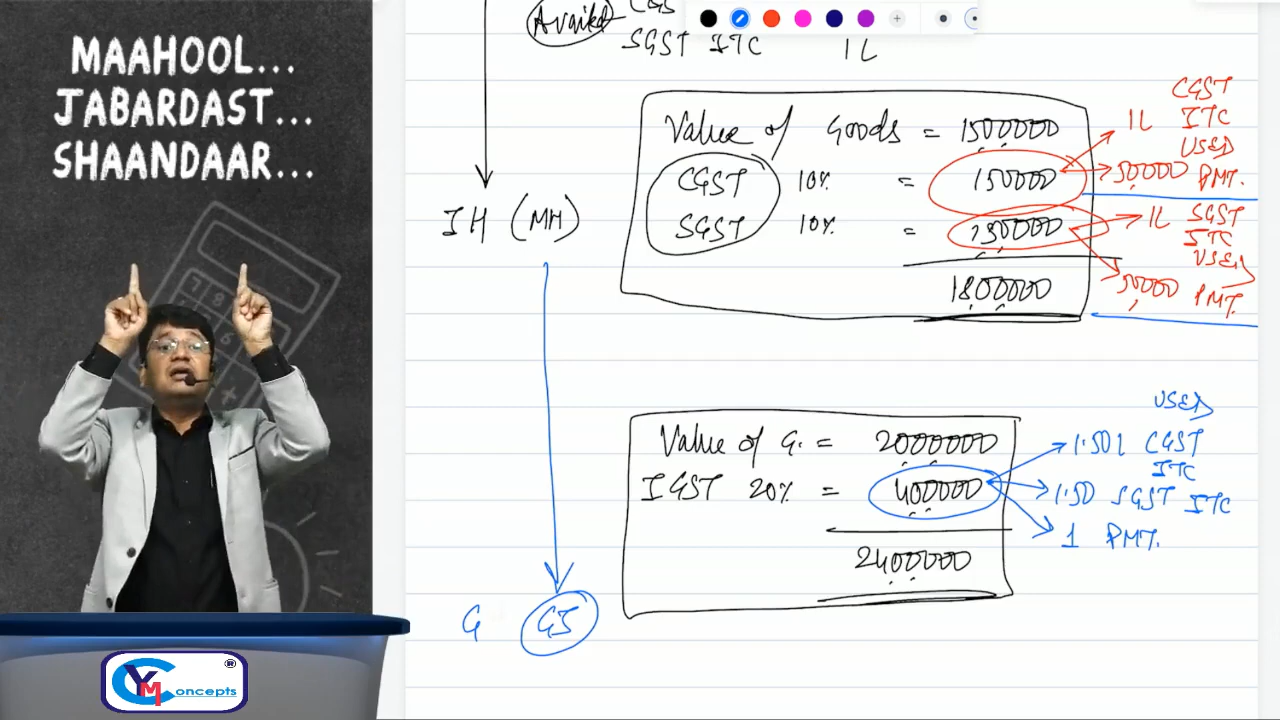 MAAHOOL...
JABARDAST...
SHAANDAAR...
Availed
SGST ITC 1L
Value of Goods = 1500000
CGST 10% = 150000
SGST 10% = 150000
1800000
1L CGST ITC USED
50000 PMT.
1L SGST ITC USED
50000 PMT.
IH (MH)
Value of G. = 2000000
IGST 20% = 400000
2400000
USED
1.50L CGST ITC
1.50 SGST ITC
1 PMT.
G GJ
CYM Concepts ®